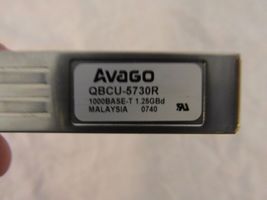 AVAGO
QBCU-5730R
1000BASE-T 1.25GBd
MALAYSIA 0740